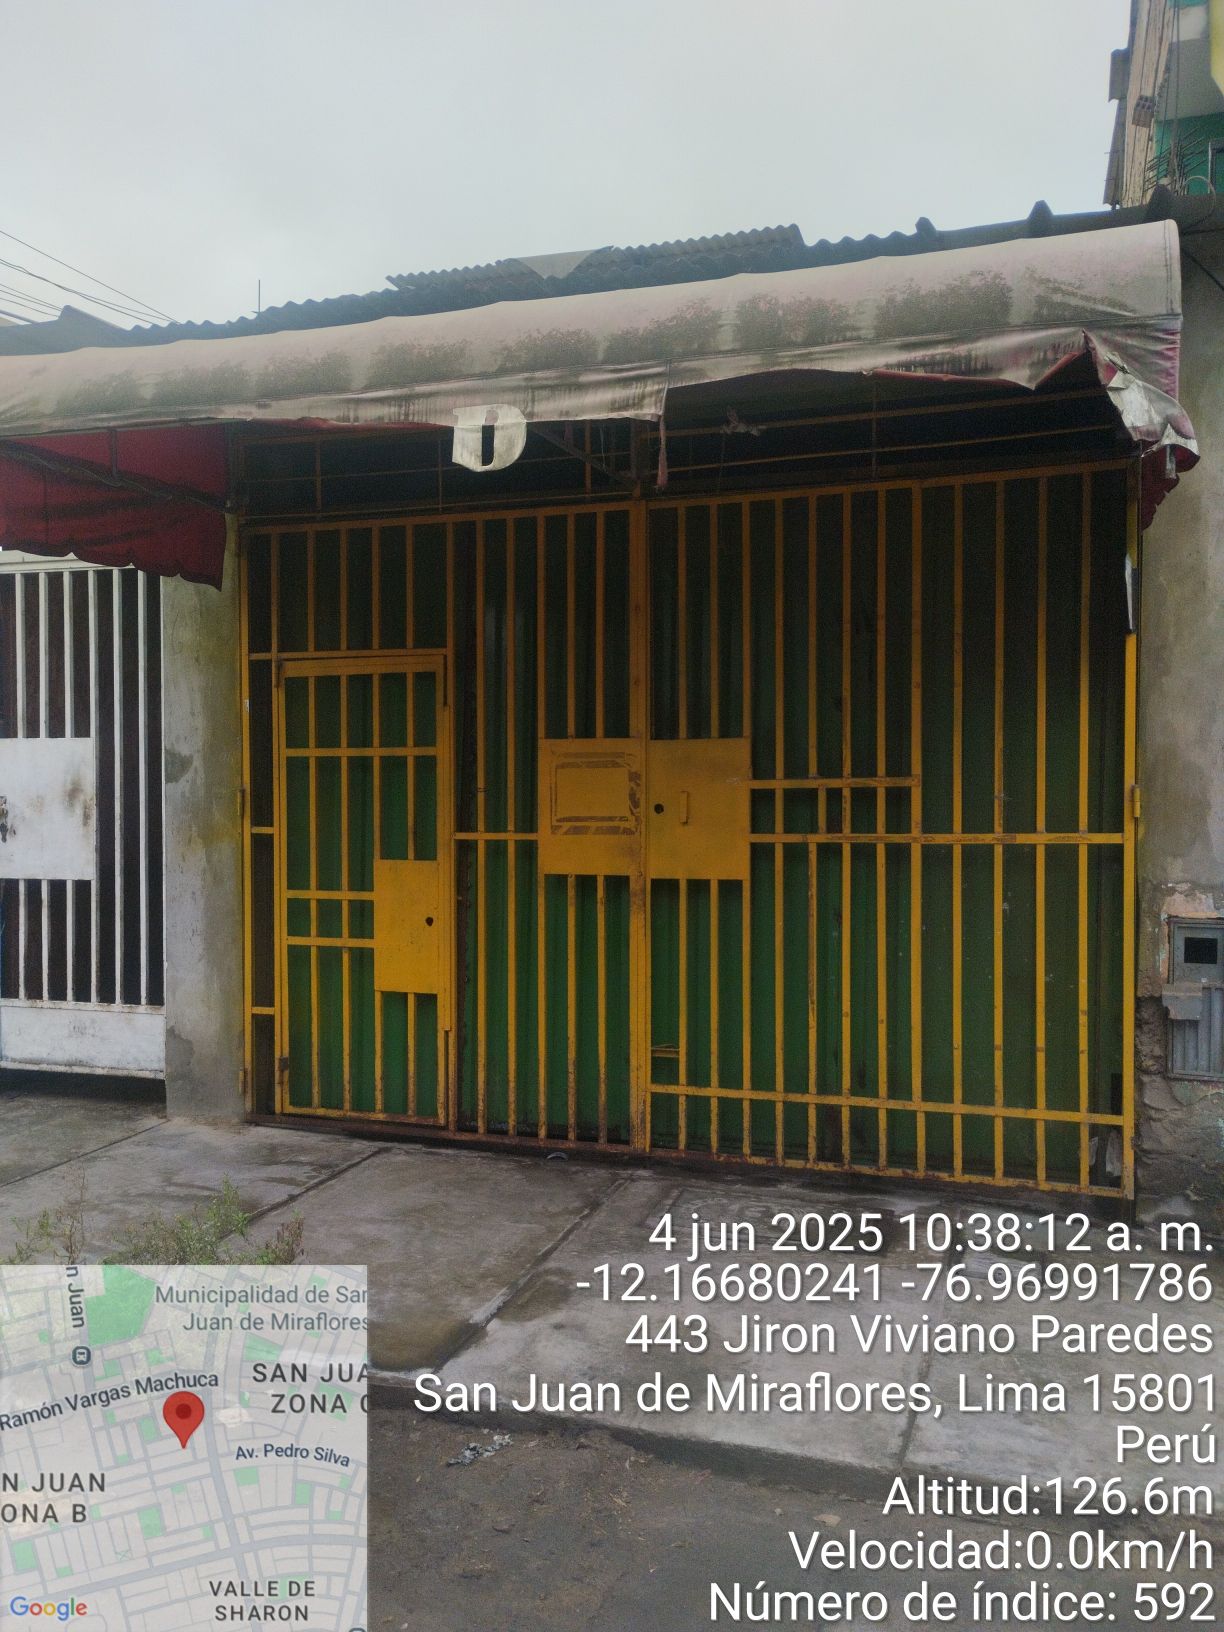 D
4 jun 2025 10:38:12 a. m.
-12.16680241 -76.96991786
443 Jiron Viviano Paredes
San Juan de Miraflores, Lima 15801
Perú
Altitud:126.6m
Velocidad:0.0km/h
Número de índice: 592
n Juan
Municipalidad de San
Juan de Miraflores
SAN JUA
ZONA C
Ramón Vargas Machuca
Av. Pedro Silva
N JUAN
ONA B
VALLE DE
SHARON
Google